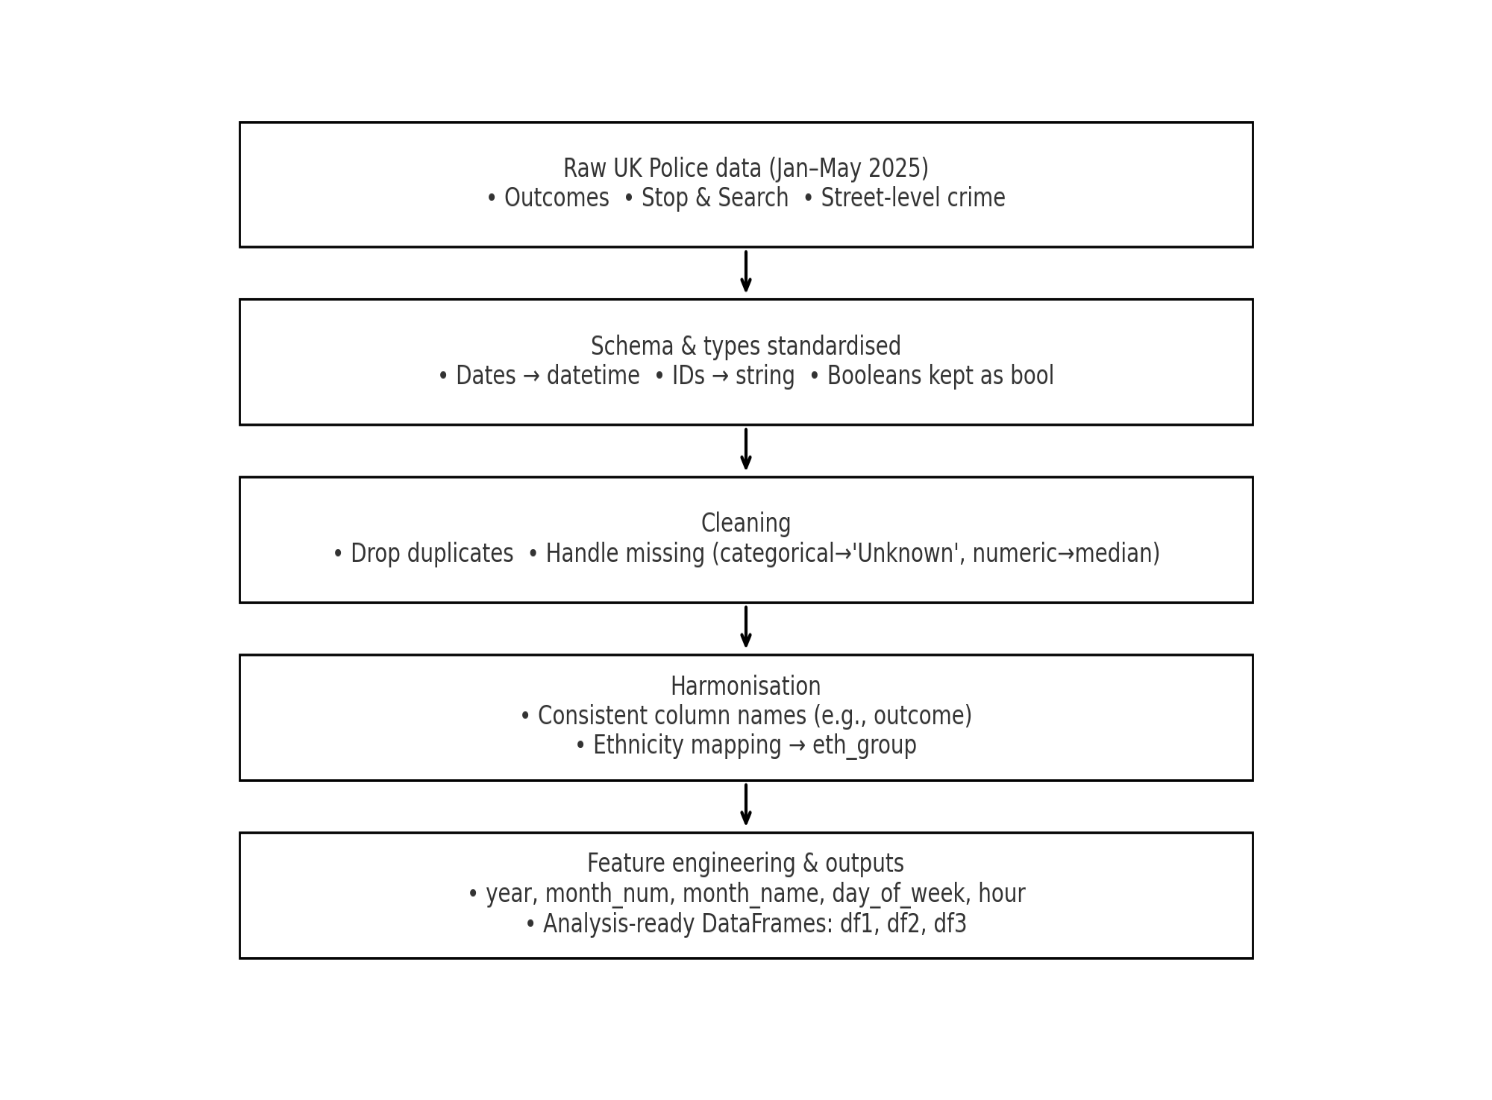 Raw UK Police data (Jan–May 2025)
• Outcomes • Stop & Search • Street-level crime
Schema & types standardised
• Dates → datetime • IDs → string • Booleans kept as bool
Cleaning
• Drop duplicates • Handle missing (categorical→'Unknown', numeric→median)
Harmonisation
• Consistent column names (e.g., outcome)
• Ethnicity mapping → eth_group
Feature engineering & outputs
• year, month_num, month_name, day_of_week, hour
• Analysis-ready DataFrames: df1, df2, df3